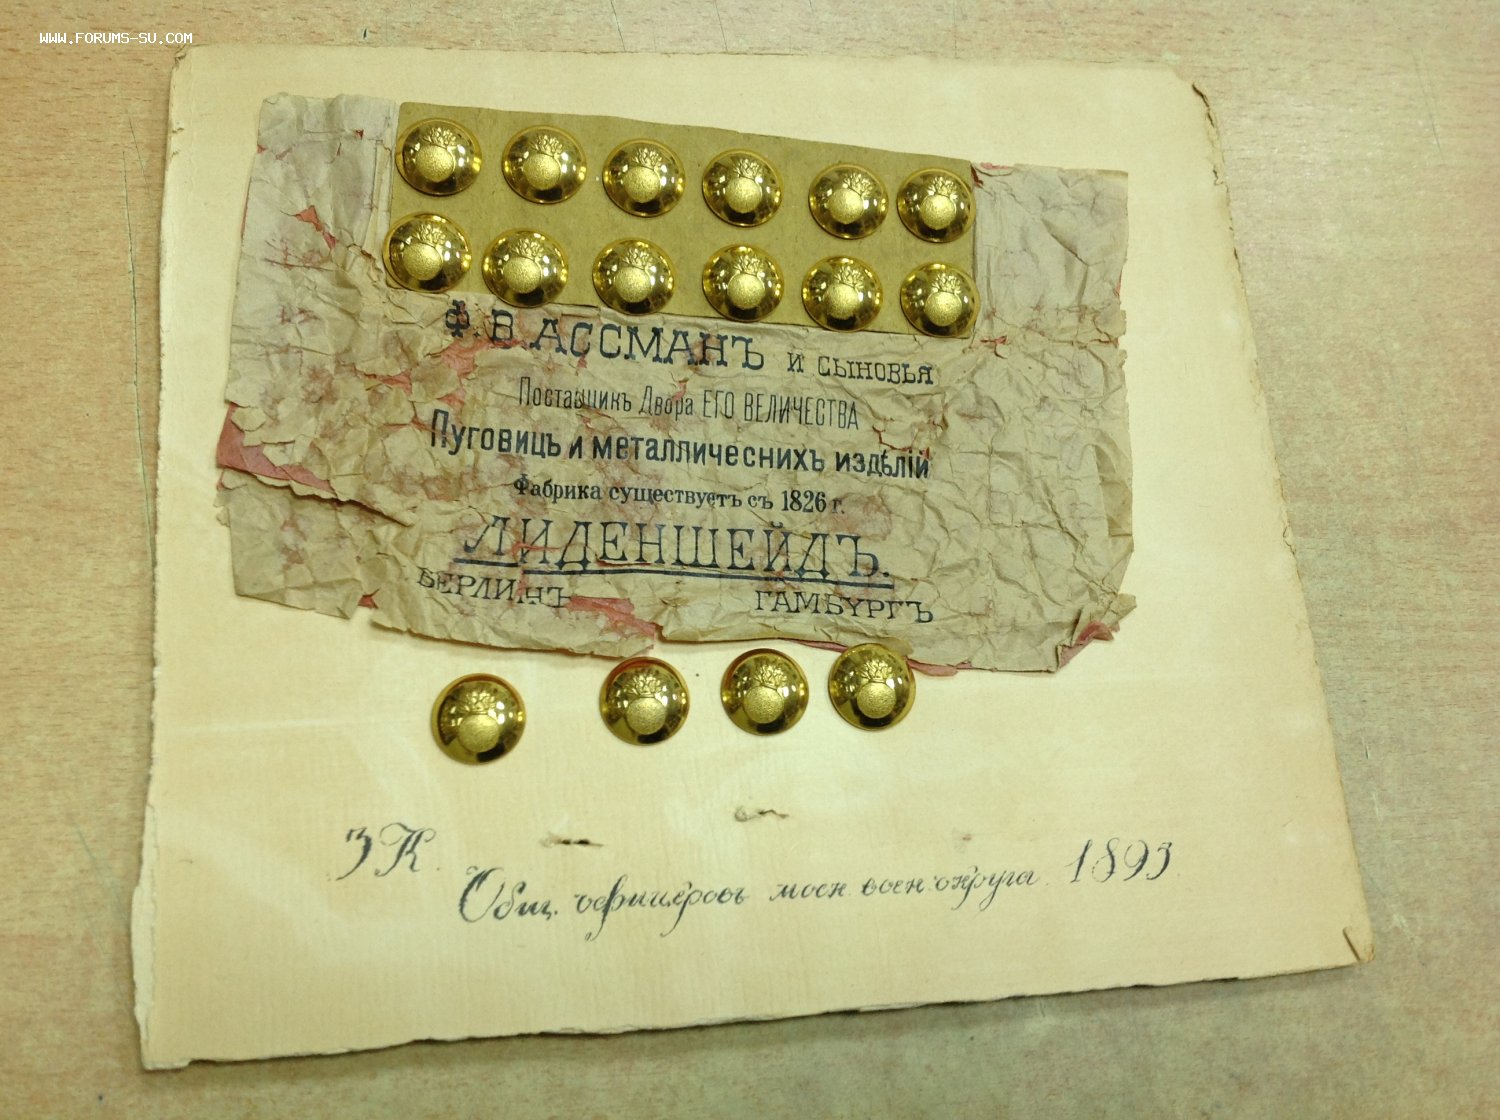 WWW.FORUMS-SU.COM
Ф. В. АССМАНЪ и СЫНОВЬЯ
Поставщикъ Двора ЕГО ВЕЛИЧЕСТВА
Пуговицъ и металлическихъ издѣлій
Фабрика существуетъ съ 1826 г.
ЛИДЕНШЕЙДЪ.
БЕРЛИНЪ ГАМБУРГЪ
З К.
Общ. офицеровъ моск воен округа 1893